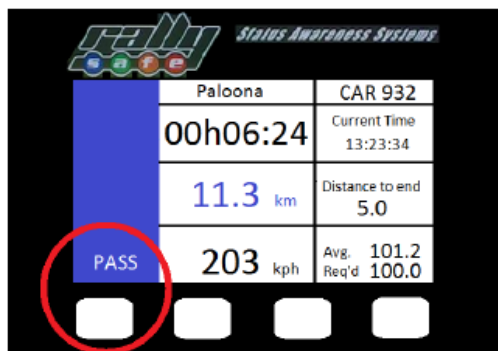 rally
safe
Status Awareness Systems
Paloona
CAR 932
00h06:24
Current Time
13:23:34
11.3 km
Distance to end
5.0
PASS
203 kph
Avg. 101.2
Req'd 100.0